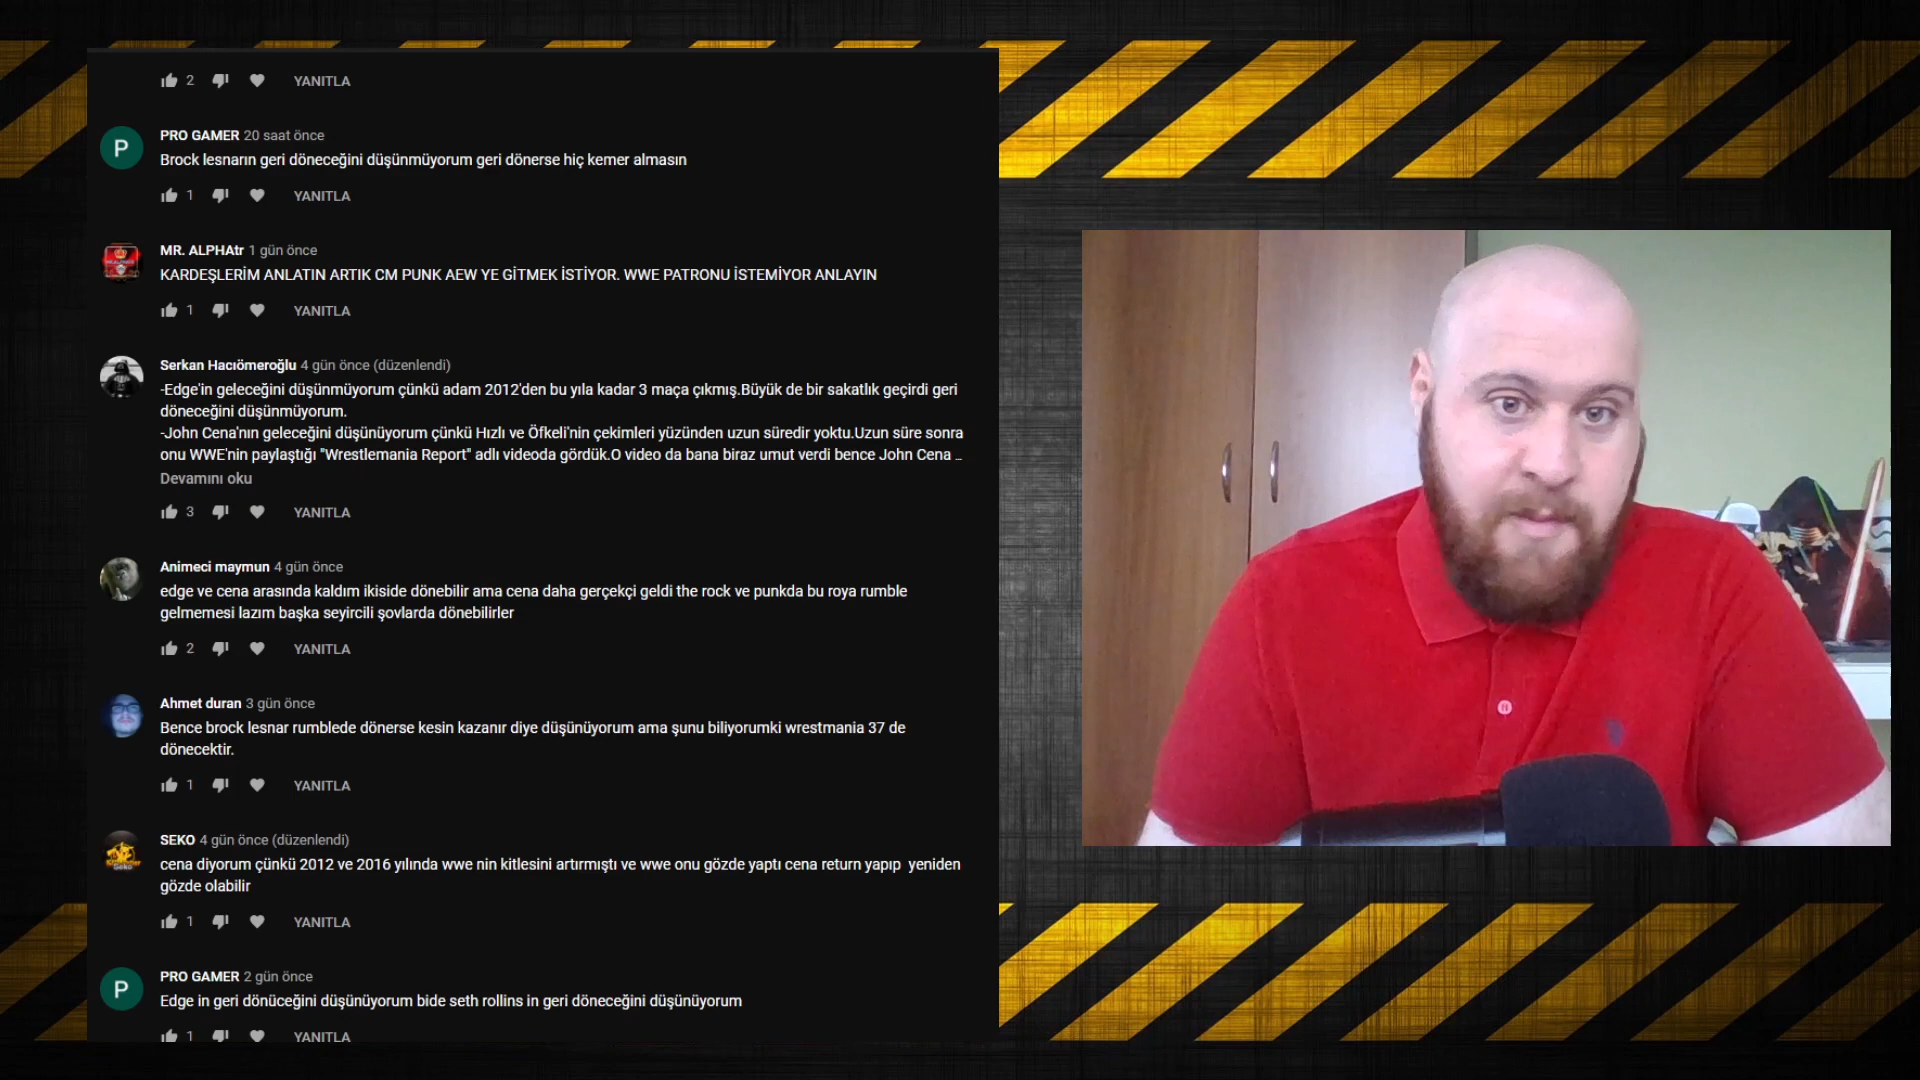 2 YANITLA
PRO GAMER 20 saat önce
Brock lesnarın geri döneceğini düşünmüyorum geri dönerse hiç kemer almasın
1 YANITLA
MR. ALPHAtr 1 gün önce
KARDEŞLERİM ANLATIN ARTIK CM PUNK AEW YE GİTMEK İSTİYOR. WWE PATRONU İSTEMİYOR ANLAYIN
1 YANITLA
Serkan Hacıömeroğlu 4 gün önce (düzenlendi)
-Edge'in geleceğini düşünmüyorum çünkü adam 2012'den bu yıla kadar 3 maça çıkmış.Büyük de bir sakatlık geçirdi geri
döneceğini düşünmüyorum.
-John Cena'nın geleceğini düşünüyorum çünkü Hızlı ve Öfkeli'nin çekimleri yüzünden uzun süredir yoktu.Uzun süre sonra
onu WWE'nin paylaştığı "Wrestlemania Report" adlı videoda gördük.O video da bana biraz umut verdi bence John Cena ...
Devamını oku
3 YANITLA
Animeci maymun 4 gün önce
edge ve cena arasında kaldım ikiside dönebilir ama cena daha gerçekçi geldi the rock ve punkda bu roya rumble
gelmemesi lazım başka seyircili şovlarda dönebilirler
2 YANITLA
Ahmet duran 3 gün önce
Bence brock lesnar rumblede dönerse kesin kazanır diye düşünüyorum ama şunu biliyorumki wrestmania 37 de
dönecektir.
1 YANITLA
SEKO 4 gün önce (düzenlendi)
cena diyorum çünkü 2012 ve 2016 yılında wwe nin kitlesini artırmıştı ve wwe onu gözde yaptı cena return yapıp yeniden
gözde olabilir
1 YANITLA
P
PRO GAMER 2 gün önce
Edge in geri dönüceğini düşünüyorum bide seth rollins in geri döneceğini düşünüyorum
1 YANITLA